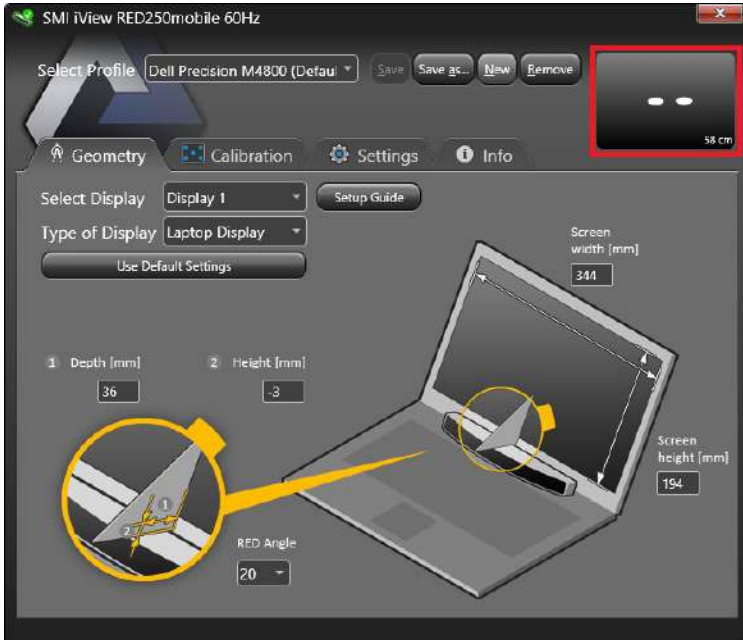 SMI iView RED250mobile 60Hz
Select Profile Dell Precision M4800 (Defaul Save Save as... New Remove
58 cm
Geometry Calibration Settings Info
Select Display Display 1 Setup Guide
Type of Display Laptop Display
Use Default Settings
Screen
width [mm]
344
1 Depth [mm] 2 Height [mm]
36 -3
Screen
height [mm]
194
1
2
RED Angle
20